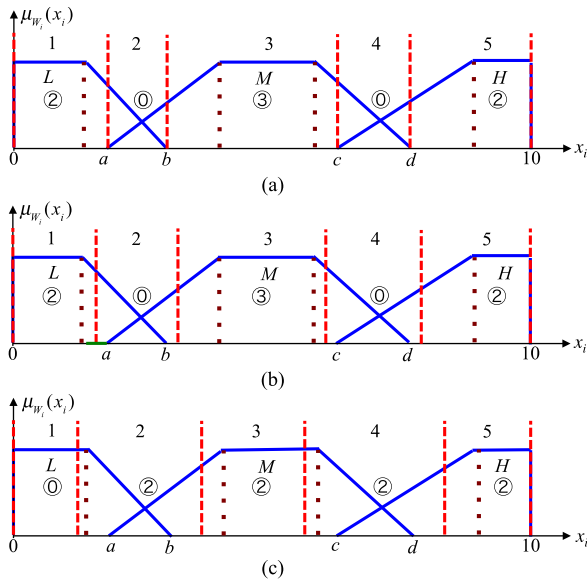 μ_{W_i}(x_i)
1 2 3 4 5
L M H
② ⓪ ③ ⓪ ②
0 a b c d 10 x_i
(a)
μ_{W_i}(x_i)
1 2 3 4 5
L M H
② ⓪ ③ ⓪ ②
0 a b c d 10 x_i
(b)
μ_{W_i}(x_i)
1 2 3 4 5
L M H
⓪ ② ② ② ②
0 a b c d 10 x_i
(c)